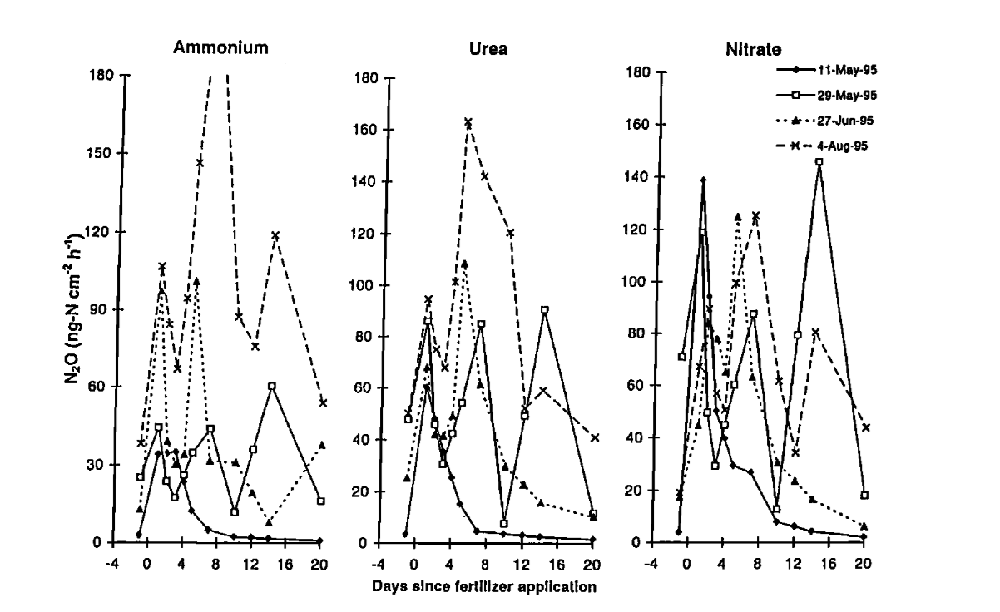 Ammonium
Urea
Nitrate
11-May-95
29-May-95
27-Jun-95
4-Aug-95
N₂O (ng-N cm⁻² h⁻¹)
180
150
120
90
60
30
0
-4 0 4 8 12 16 20
180
160
140
120
100
80
60
40
20
0
-4 0 4 8 12 16 20
180
160
140
120
100
80
60
40
20
0
-4 0 4 8 12 16 20
Days since fertilizer application